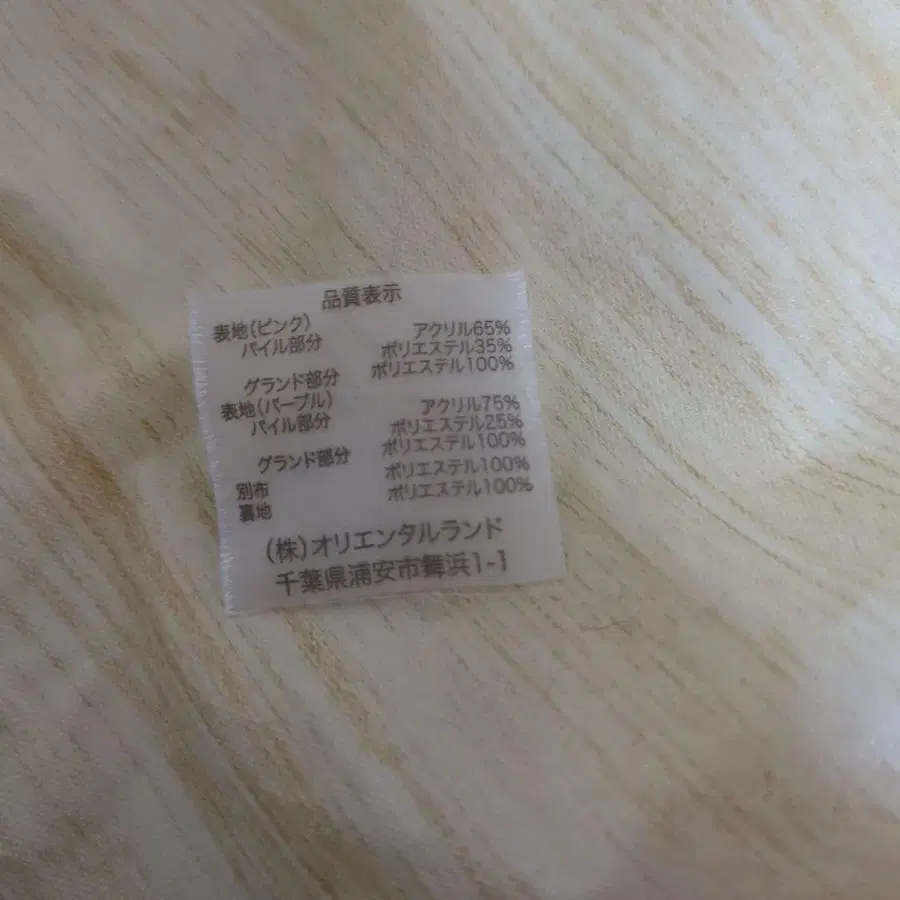 品質表示
表地(ピンク)
パイル部分 アクリル65%
ポリエステル35%
グランド部分 ポリエステル100%
表地(パープル)
パイル部分 アクリル75%
ポリエステル25%
グランド部分 ポリエステル100%
別布 ポリエステル100%
裏地 ポリエステル100%
(株)オリエンタルランド
千葉県浦安市舞浜1-1